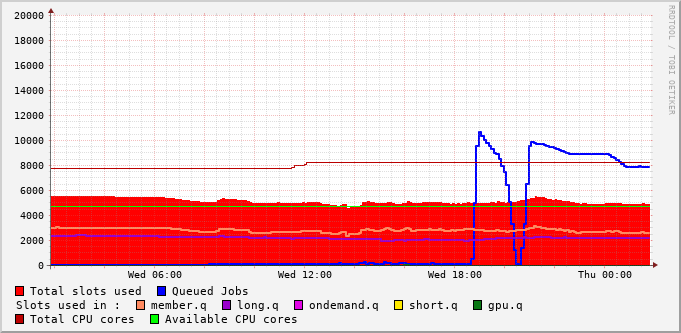 20000
18000
16000
14000
12000
10000
8000
6000
4000
2000
0
Wed 06:00 Wed 12:00 Wed 18:00 Thu 00:00
Total slots used Queued Jobs
Slots used in : member.q long.q ondemand.q short.q gpu.q
Total CPU cores Available CPU cores
RRDTOOL / TOBI OETIKER